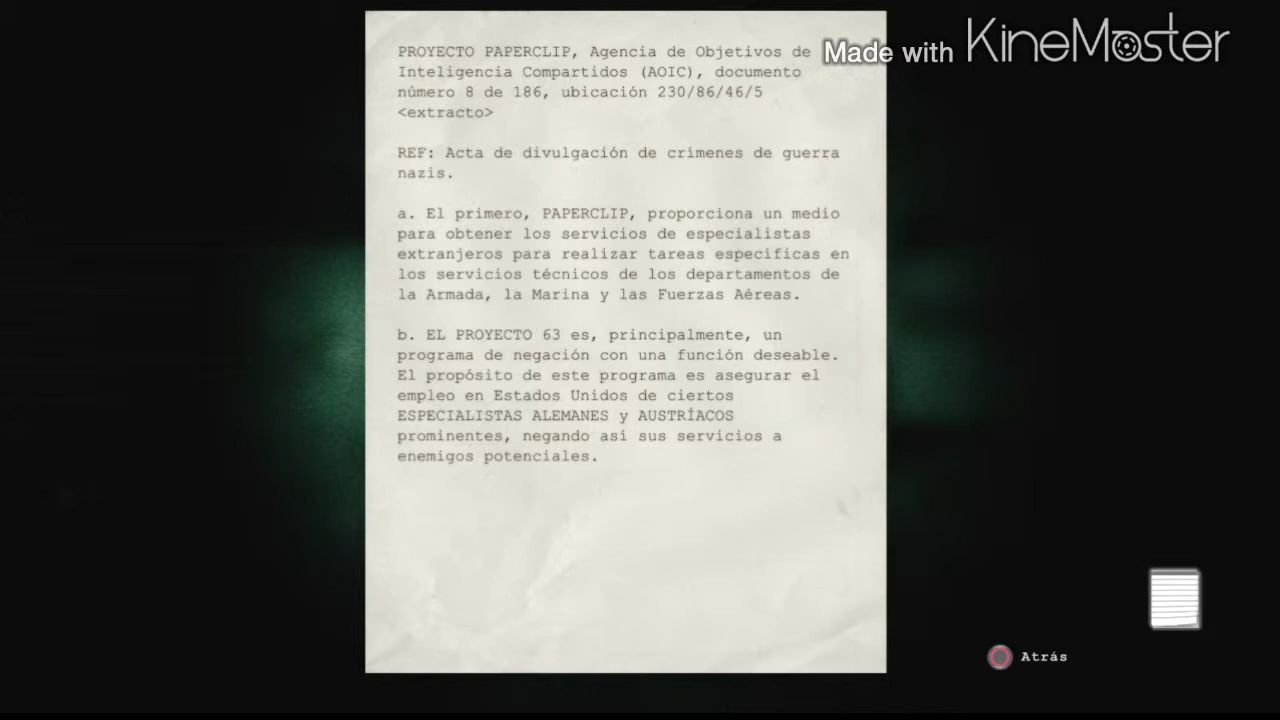 Made with KINEMASTER
PROYECTO PAPERCLIP, Agencia de Objetivos de
Inteligencia Compartidos (AOIC), documento
número 8 de 186, ubicación 230/86/46/5
<extracto>
REF: Acta de divulgación de crímenes de guerra
nazis.
a. El primero, PAPERCLIP, proporciona un medio
para obtener los servicios de especialistas
extranjeros para realizar tareas específicas en
los servicios técnicos de los departamentos de
la Armada, la Marina y las Fuerzas Aéreas.
b. EL PROYECTO 63 es, principalmente, un
programa de negación con una función deseable.
El propósito de este programa es asegurar el
empleo en Estados Unidos de ciertos
ESPECIALISTAS ALEMANES y AUSTRÍACOS
prominentes, negando así sus servicios a
enemigos potenciales.
Atrás